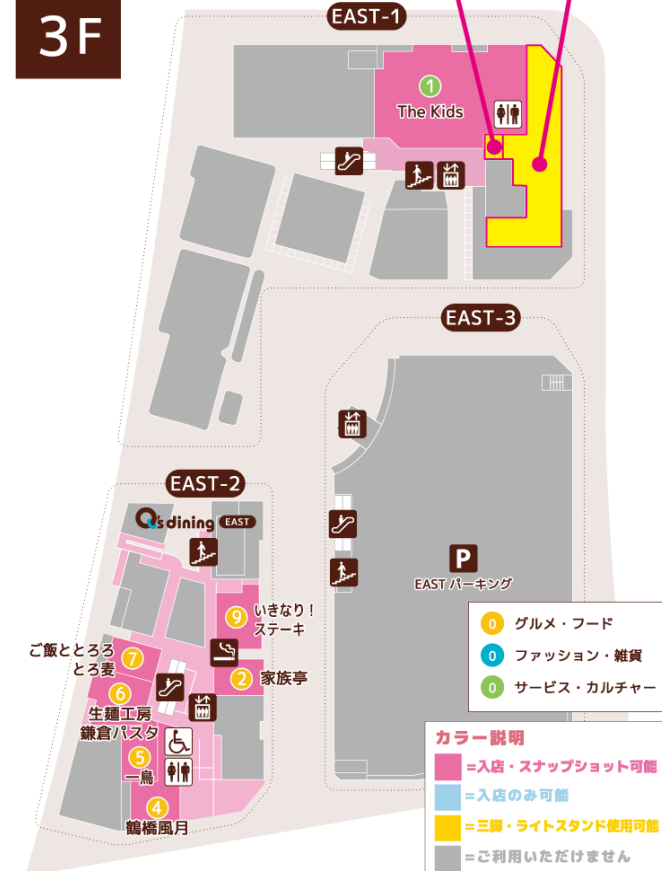 3F
EAST-1
1
The Kids
EAST-3
EAST-2
Q's dining EAST
P
EAST パーキング
9
いきなり！
ステーキ
ご飯ととろろ
とろ麦
7
2
家族亭
6
生麺工房
鎌倉パスタ
5
一鳥
4
鶴橋風月
0 グルメ・フード
0 ファッション・雑貨
0 サービス・カルチャー
カラー説明
=入店・スナップショット可能
=入店のみ可能
=三脚・ライトスタンド使用可能
=ご利用いただけません